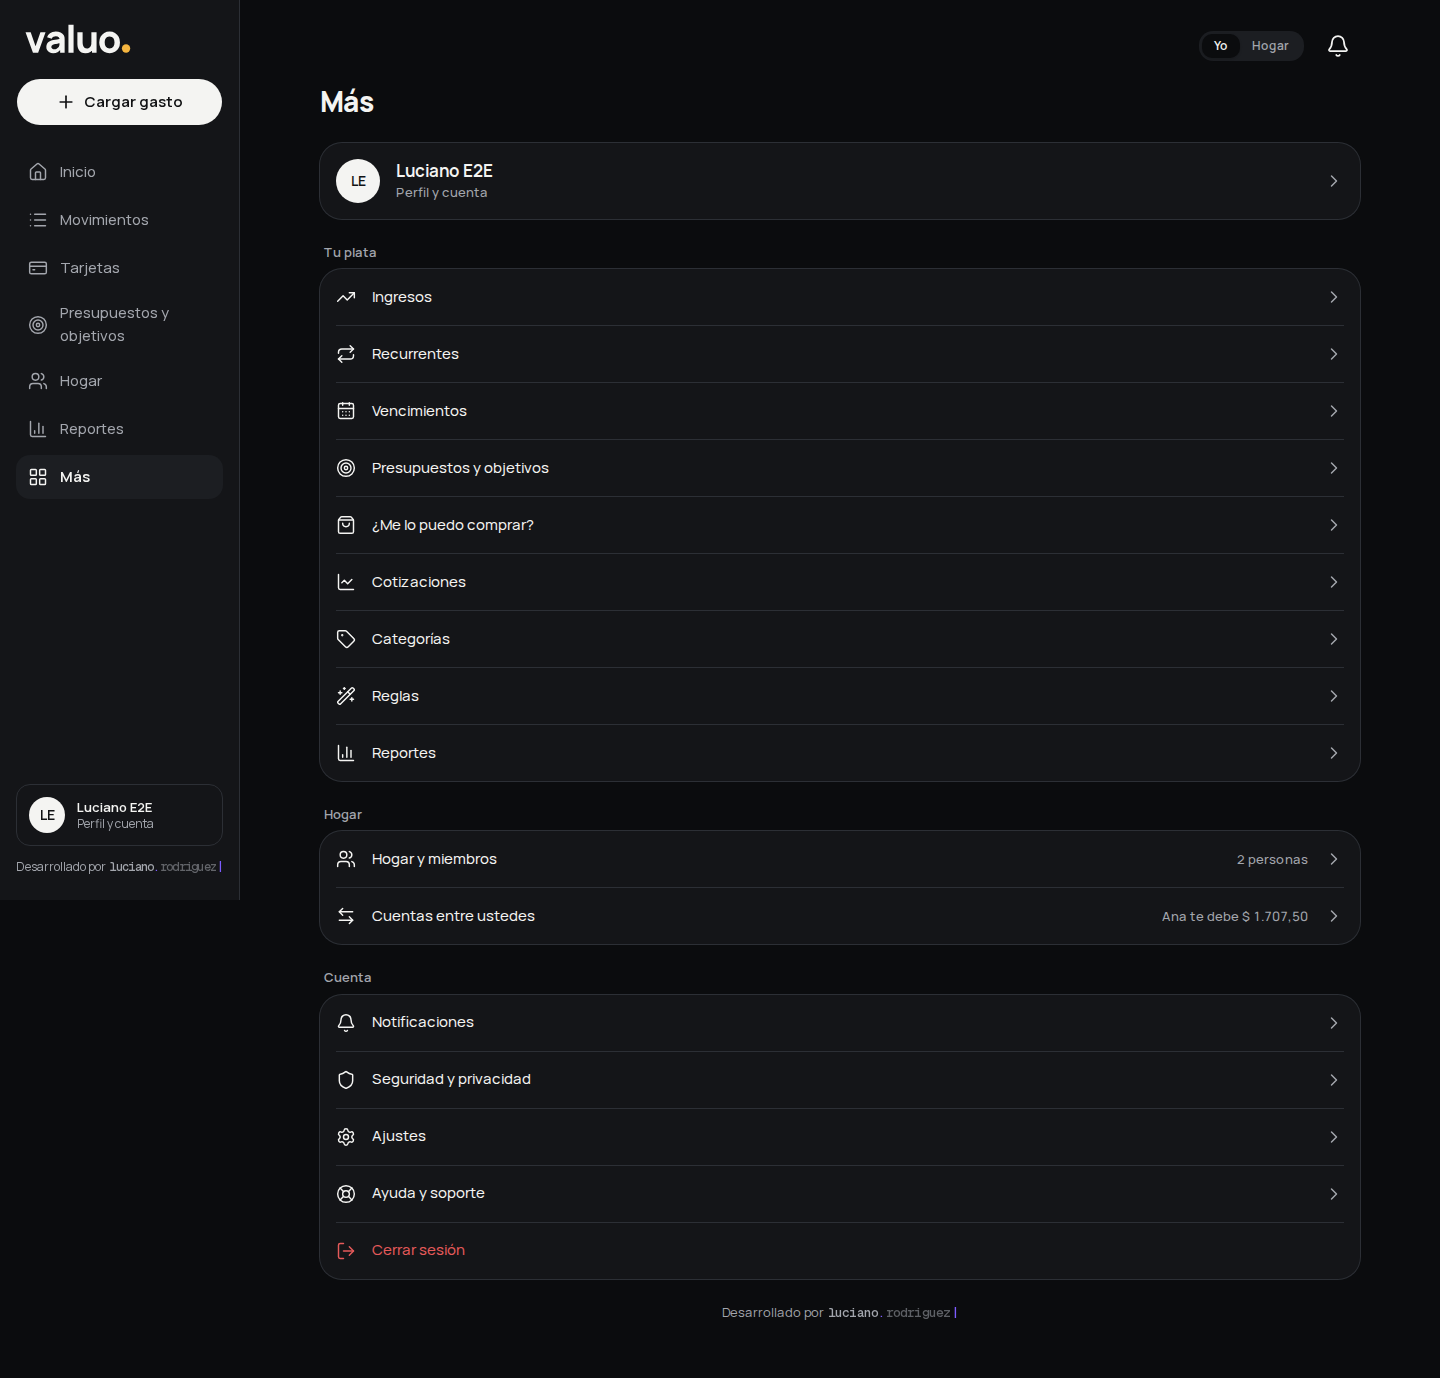 valuo.
Cargar gasto
Inicio
Movimientos
Tarjetas
Presupuestos y
objetivos
Hogar
Reportes
Más
LE
Luciano E2E
Perfil y cuenta
Desarrollado por luciano.rodriguez|
Yo
Hogar
Más
LE
Luciano E2E
Perfil y cuenta
Tu plata
Ingresos
Recurrentes
Vencimientos
Presupuestos y objetivos
¿Me lo puedo comprar?
Cotizaciones
Categorías
Reglas
Reportes
Hogar
Hogar y miembros
2 personas
Cuentas entre ustedes
Ana te debe $ 1.707,50
Cuenta
Notificaciones
Seguridad y privacidad
Ajustes
Ayuda y soporte
Cerrar sesión
Desarrollado por luciano.rodriguez|